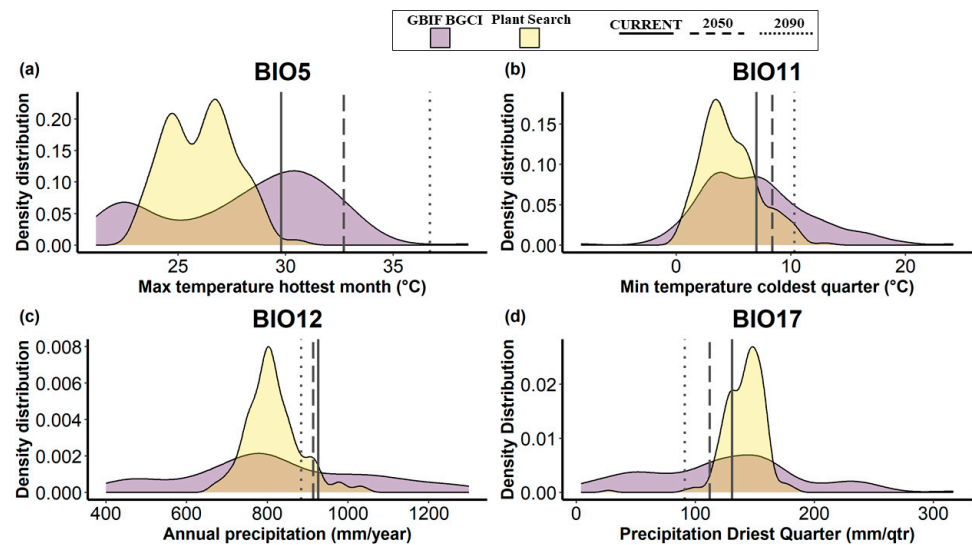 GBIF BGCI Plant Search CURRENT 2050 2090
(a) BIO5
Density distribution
0.20
0.15
0.10
0.05
0.00
25 30 35
Max temperature hottest month (°C)
(b) BIO11
Density distribution
0.15
0.10
0.05
0.00
0 10 20
Min temperature coldest quarter (°C)
(c) BIO12
Density distribution
0.008
0.006
0.004
0.002
0.000
400 600 800 1000 1200
Annual precipitation (mm/year)
(d) BIO17
Density Distribution
0.02
0.01
0.00
0 100 200 300
Precipitation Driest Quarter (mm/qtr)